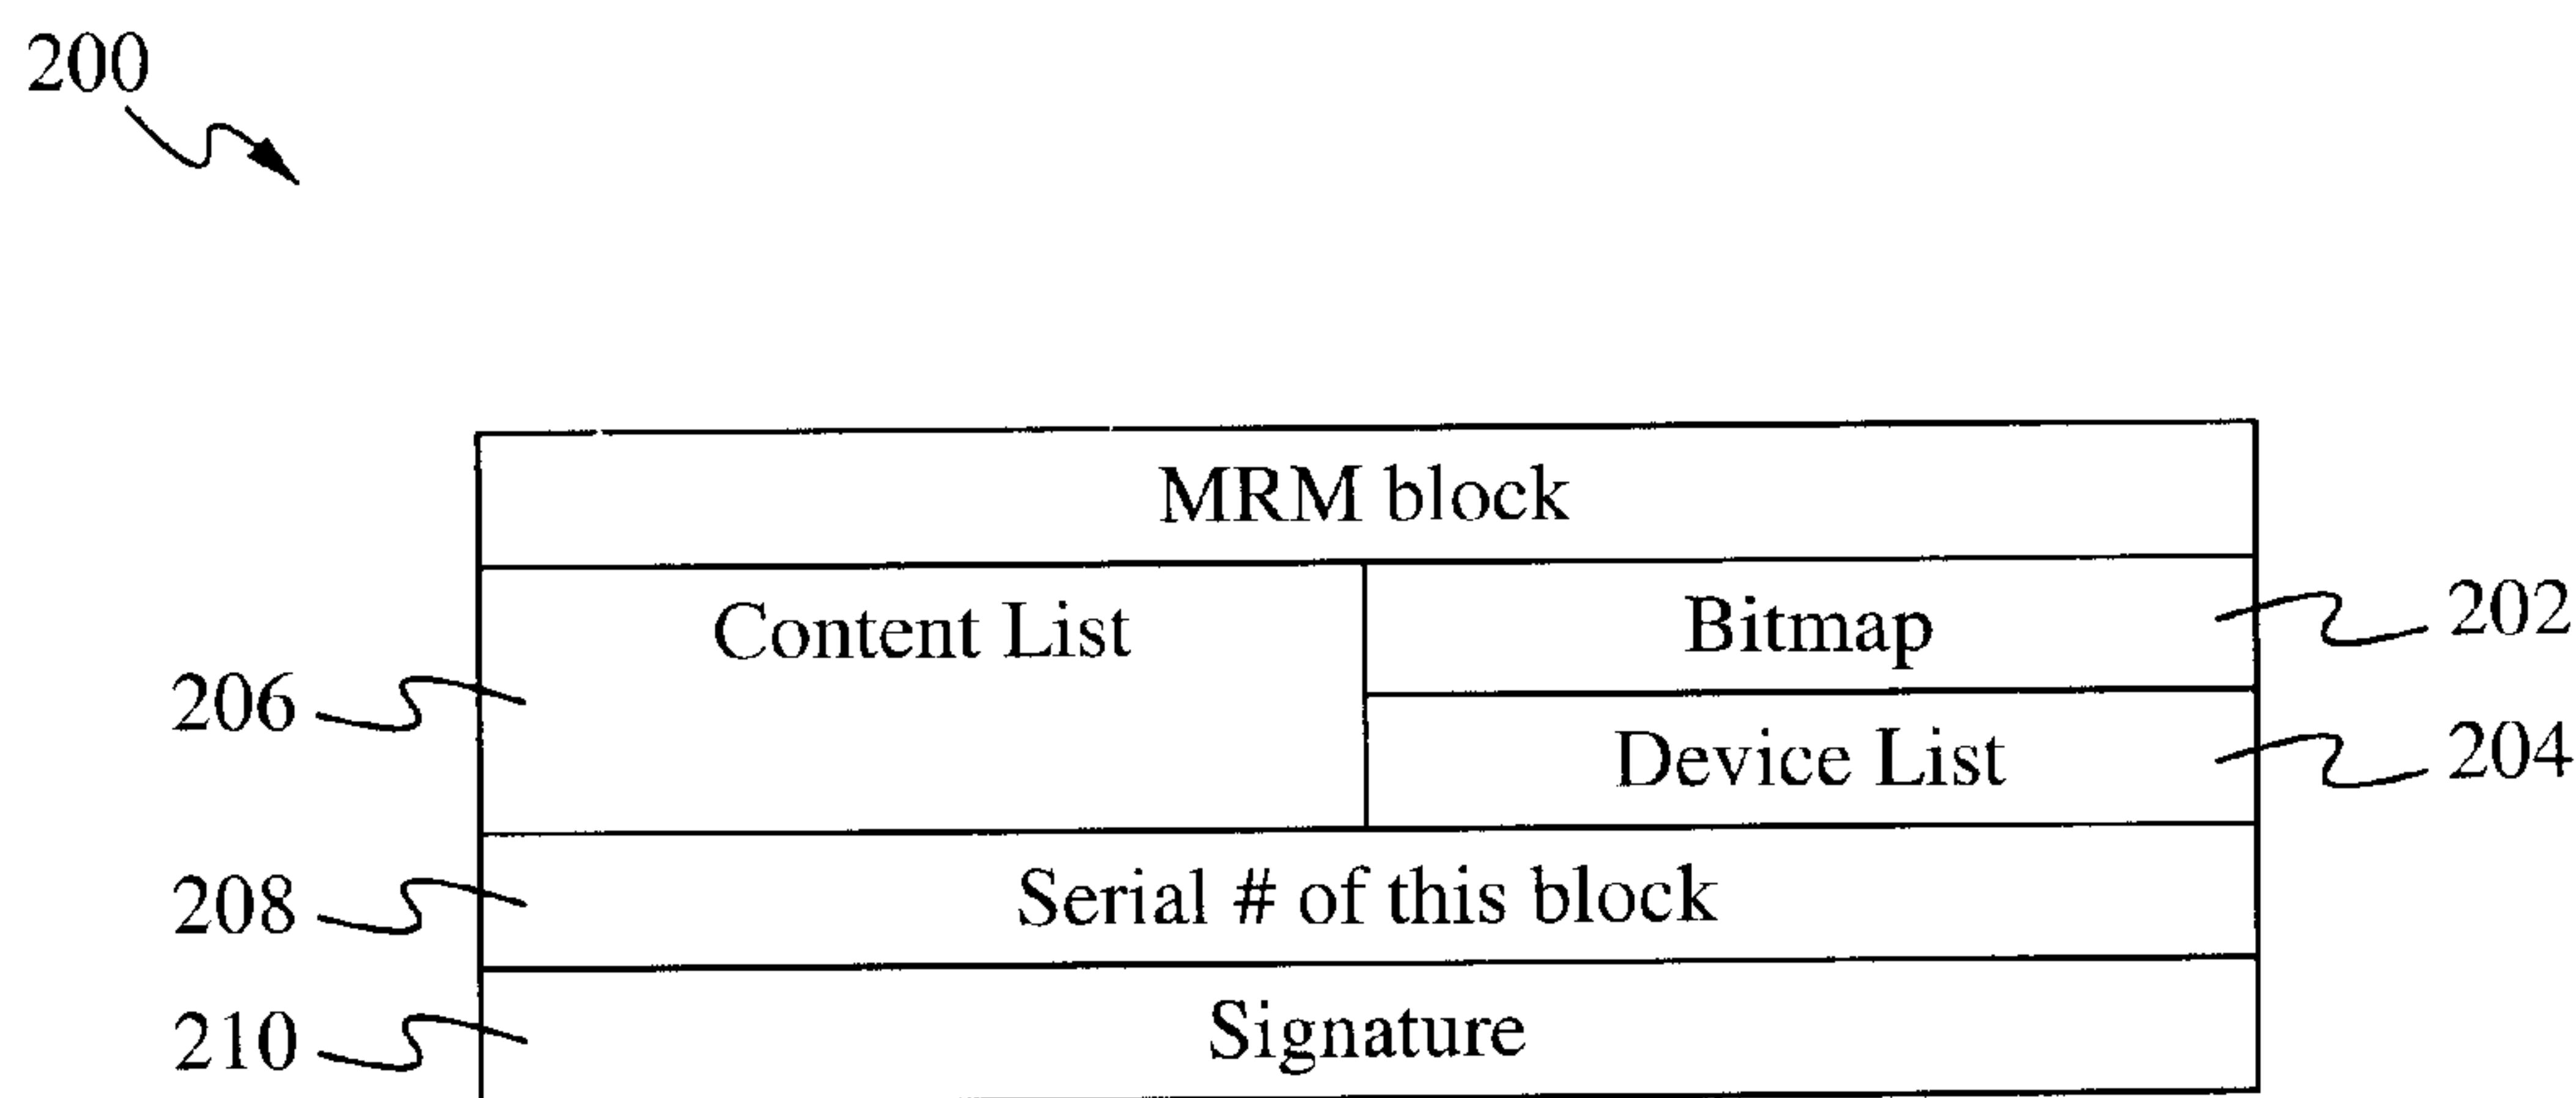 200
MRM block
Content List
Bitmap
202
206
Device List
204
208
Serial # of this block
210
Signature